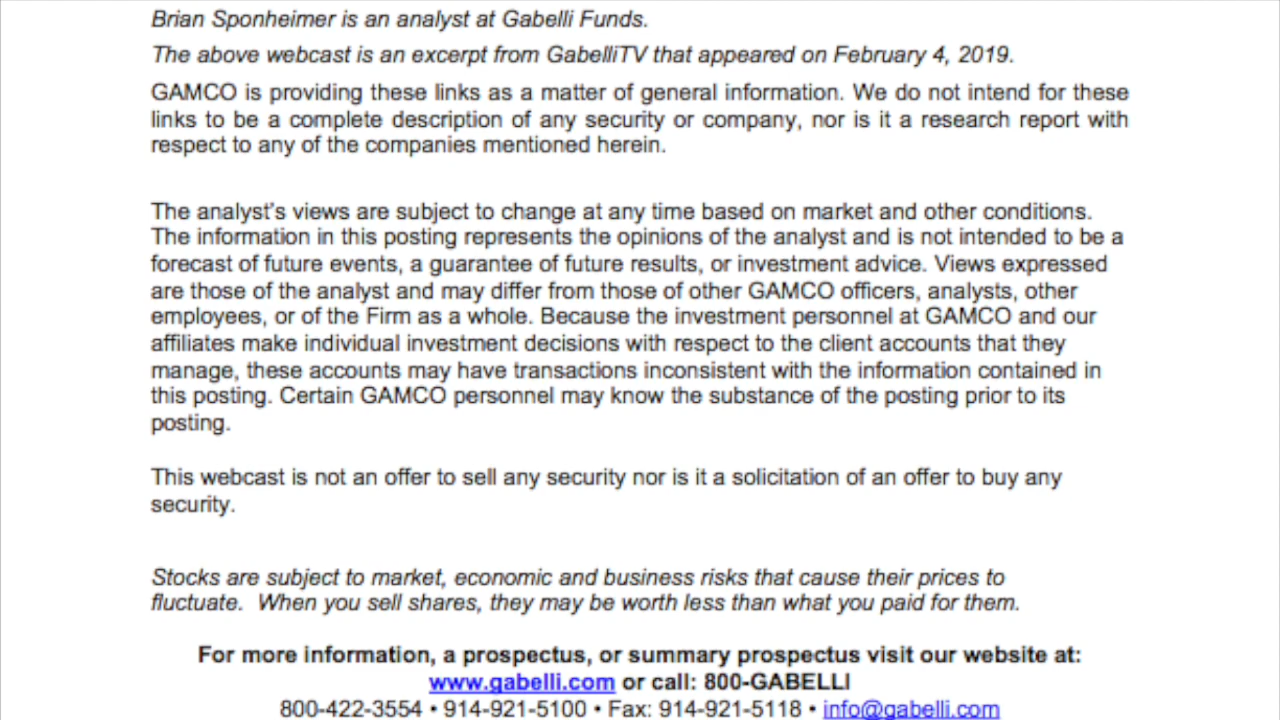 Brian Sponheimer is an analyst at Gabelli Funds.
The above webcast is an excerpt from GabelliTV that appeared on February 4, 2019.
GAMCO is providing these links as a matter of general information. We do not intend for these
links to be a complete description of any security or company, nor is it a research report with
respect to any of the companies mentioned herein.
The analyst's views are subject to change at any time based on market and other conditions.
The information in this posting represents the opinions of the analyst and is not intended to be a
forecast of future events, a guarantee of future results, or investment advice. Views expressed
are those of the analyst and may differ from those of other GAMCO officers, analysts, other
employees, or of the Firm as a whole. Because the investment personnel at GAMCO and our
affiliates make individual investment decisions with respect to the client accounts that they
manage, these accounts may have transactions inconsistent with the information contained in
this posting. Certain GAMCO personnel may know the substance of the posting prior to its
posting.
This webcast is not an offer to sell any security nor is it a solicitation of an offer to buy any
security.
Stocks are subject to market, economic and business risks that cause their prices to
fluctuate.  When you sell shares, they may be worth less than what you paid for them.
For more information, a prospectus, or summary prospectus visit our website at:
www.gabelli.com or call: 800-GABELLI
800-422-3554 • 914-921-5100 • Fax: 914-921-5118 • info@gabelli.com